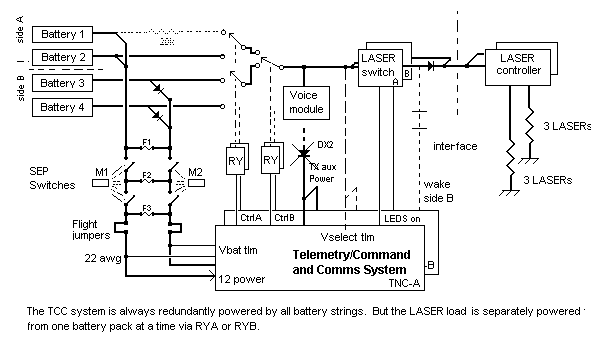 side A
Battery 1
20k
Battery 2
side B
Battery 3
Battery 4
LASER
switch
B
A
LASER
controller
Voice
module
3 LASERs
3 LASERs
interface
wake
side B
F1
DX2
TX aux
Power
SEP
Switches
M1
F2
M2
RY
RY
F3
Flight
jumpers
CtrlA
CtrlB
LEDS on
22 awg
Vbat tlm
Vselect tlm
Telemetry/Command
and Comms System
12 power
TNC-A
-B
The TCC system is always redundantly powered by all battery strings. But the LASER load is separately powered
from one battery pack at a time via RYA or RYB.